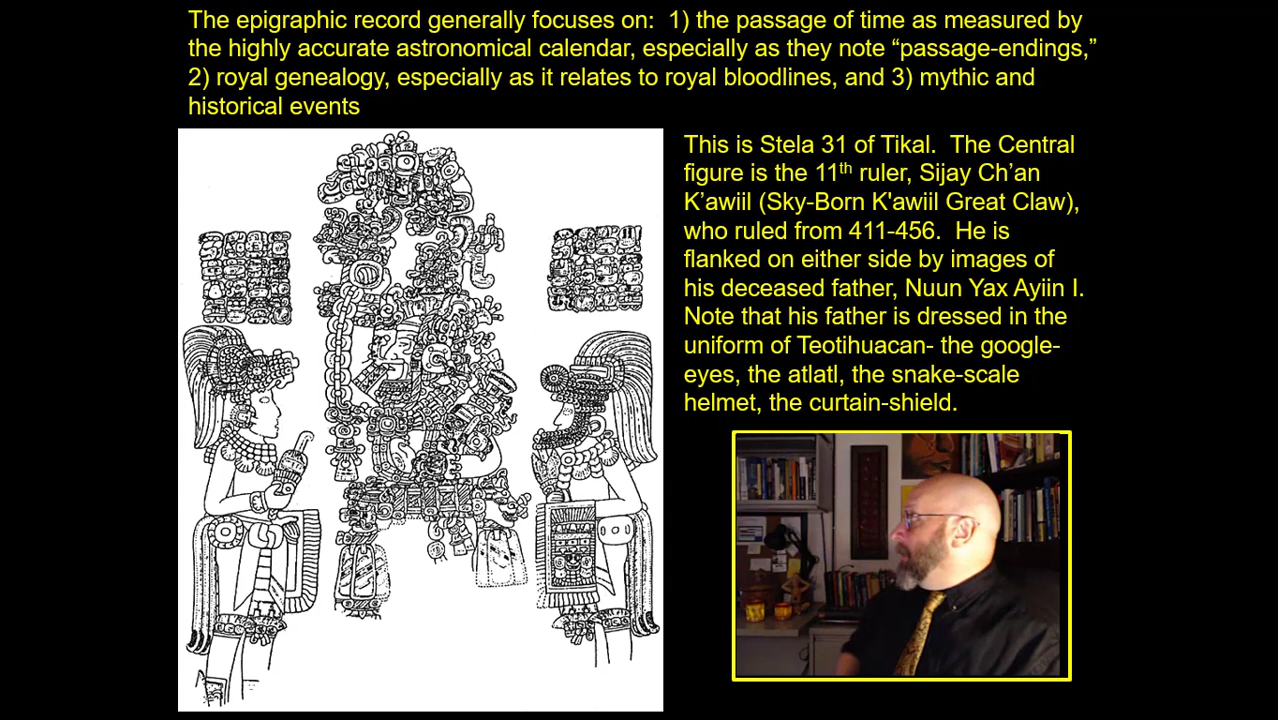 The epigraphic record generally focuses on:  1) the passage of time as measured by
the highly accurate astronomical calendar, especially as they note “passage-endings,”
2) royal genealogy, especially as it relates to royal bloodlines, and 3) mythic and
historical events
This is Stela 31 of Tikal.  The Central
figure is the 11th ruler, Sijay Ch’an
K’awiil (Sky-Born K'awiil Great Claw),
who ruled from 411-456.  He is
flanked on either side by images of
his deceased father, Nuun Yax Ayiin I.
Note that his father is dressed in the
uniform of Teotihuacan- the google-
eyes, the atlatl, the snake-scale
helmet, the curtain-shield.